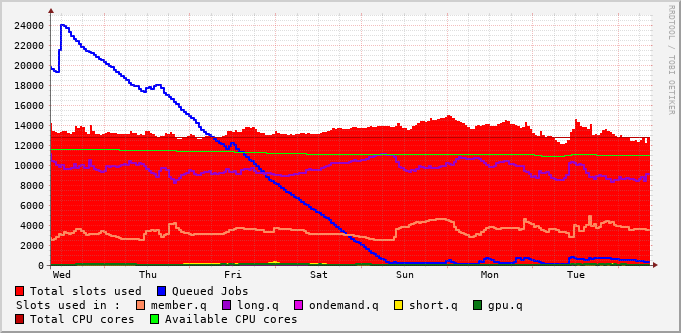 RRDTOOL / TOBI OETIKER
24000
22000
20000
18000
16000
14000
12000
10000
8000
6000
4000
2000
0
Wed Thu Fri Sat Sun Mon Tue
Total slots used Queued Jobs
Slots used in : member.q long.q ondemand.q short.q gpu.q
Total CPU cores Available CPU cores